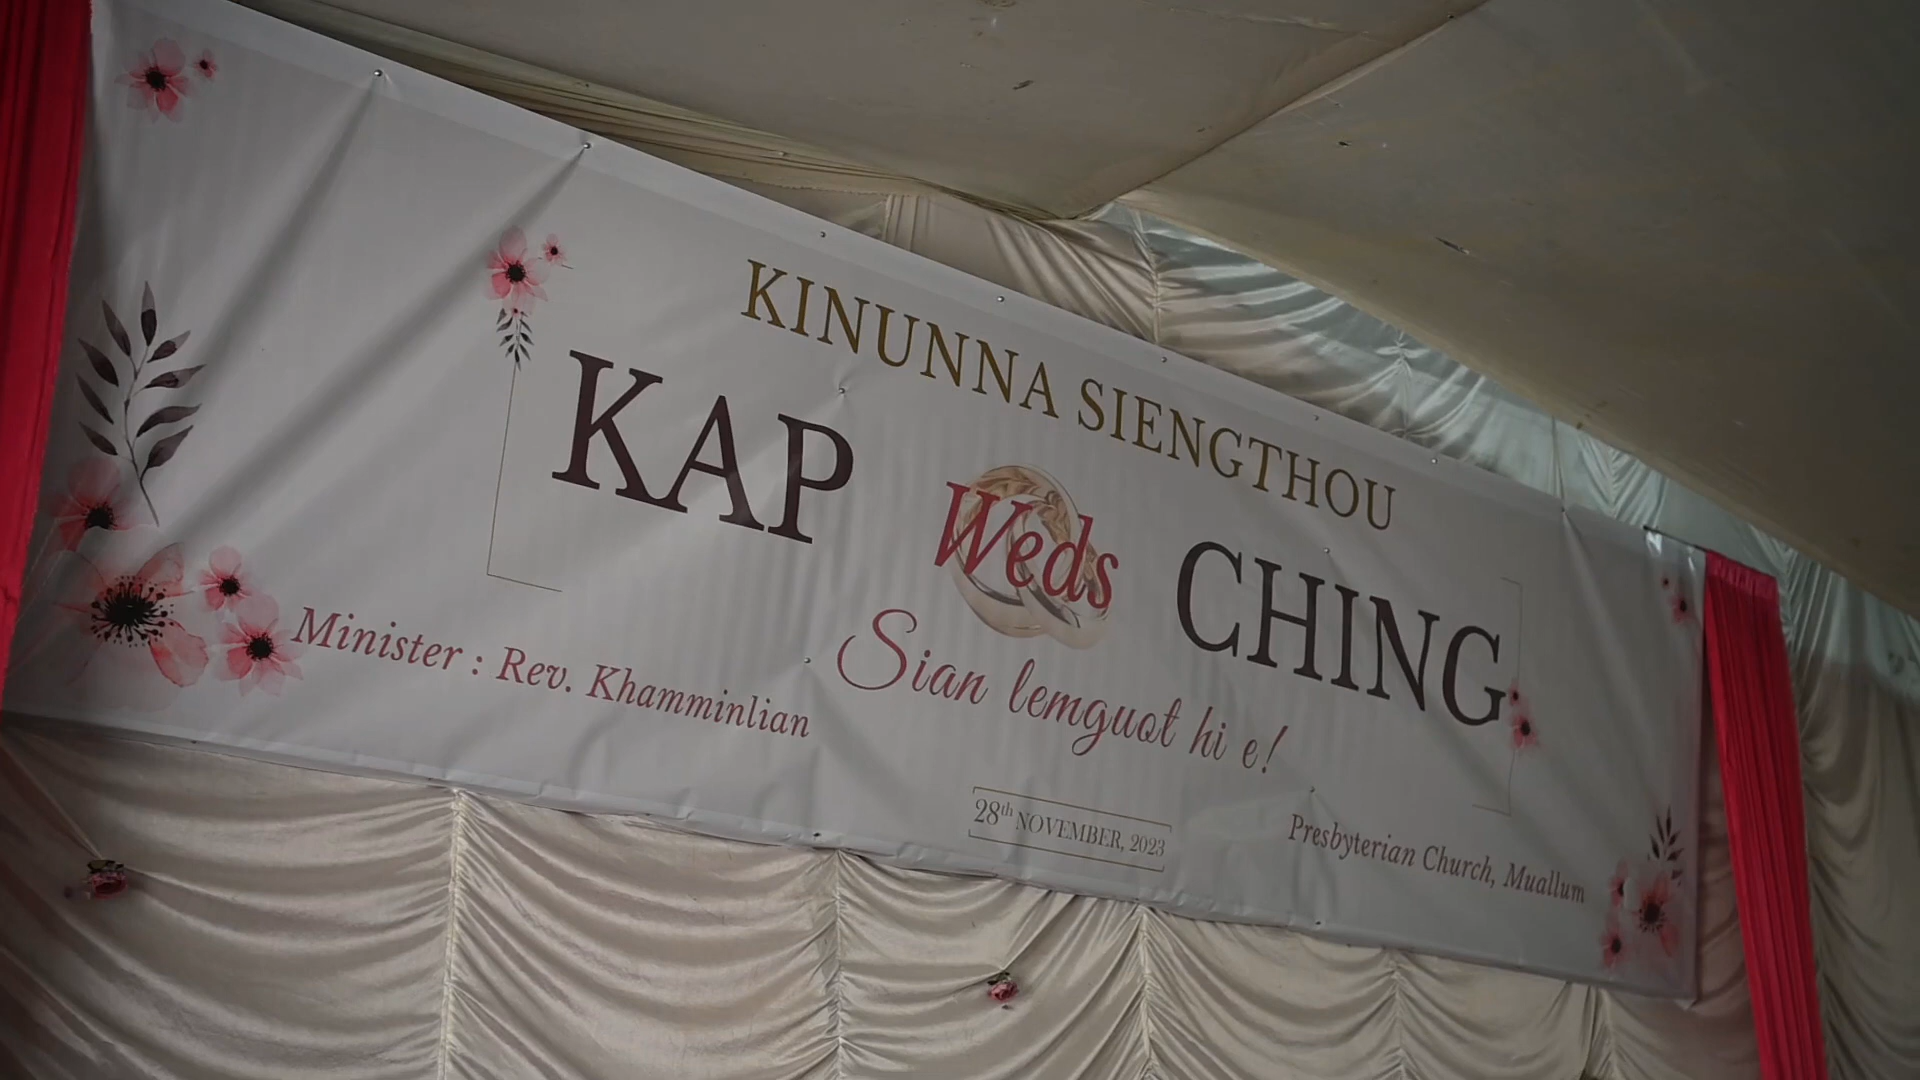 KINUNNA SIENGTHOU
KAP Weds CHING
Sian lemguot hi e!
Minister : Rev. Khamminlian
28th NOVEMBER, 2023
Presbyterian Church, Muallum